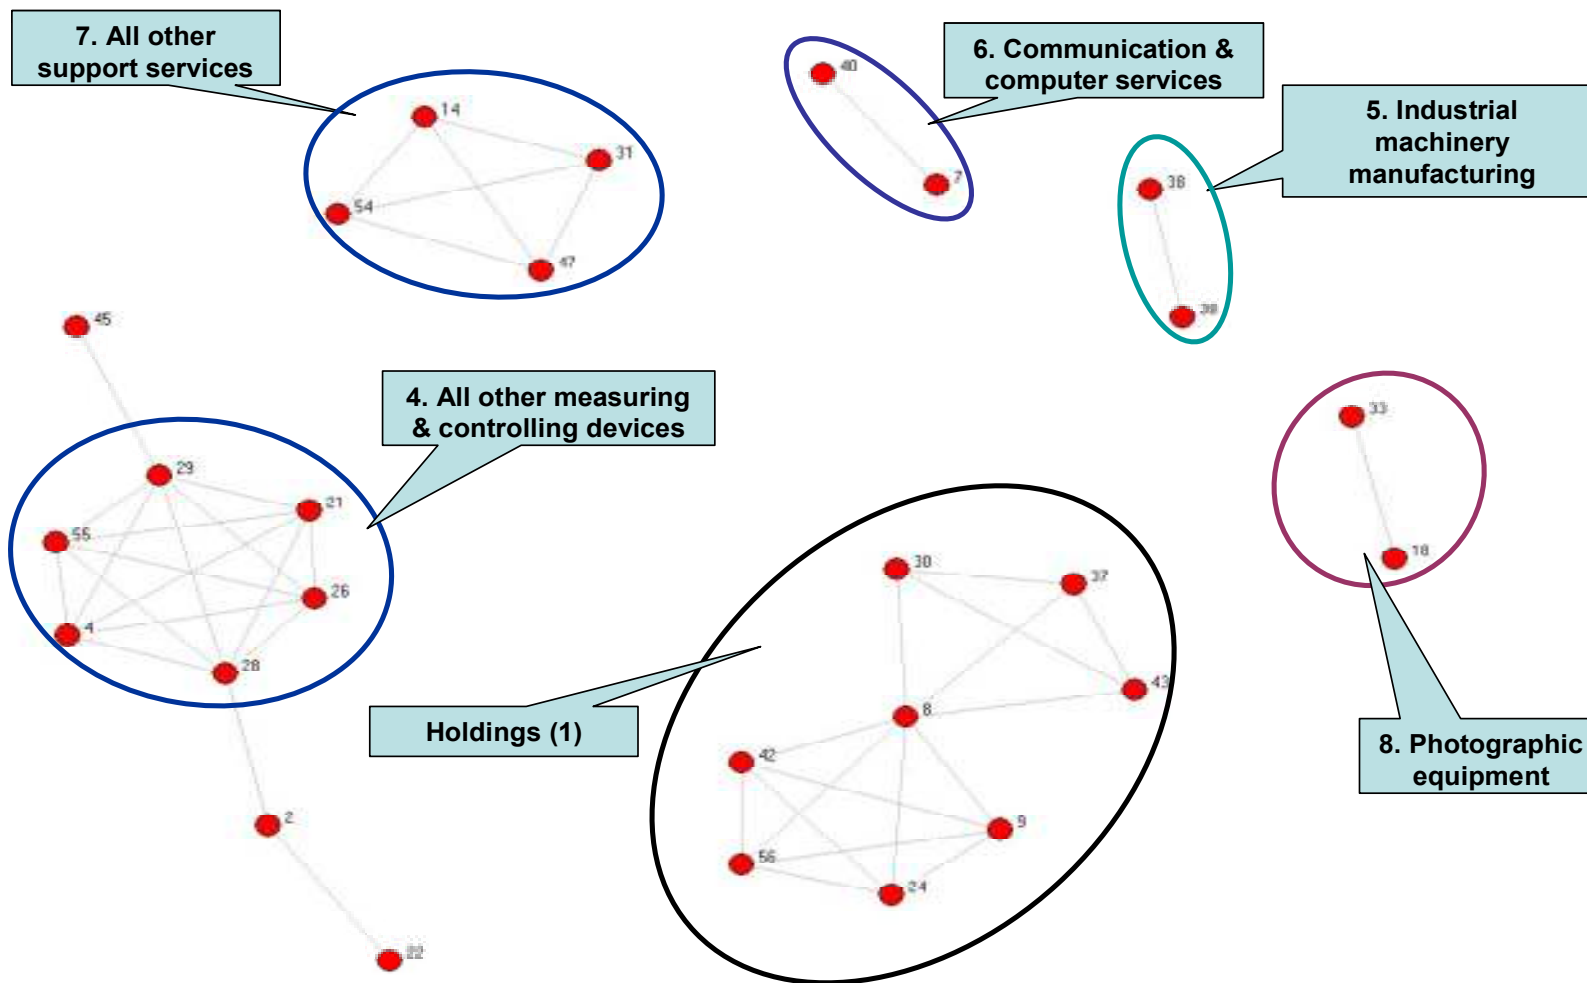 7. All other
support services
6. Communication &
computer services
5. Industrial
machinery
manufacturing
40
7
14
31
54
47
38
45
4. All other measuring
& controlling devices
33
18
29
21
55
26
4
28
30
37
43
8
Holdings (1)
42
9
56
24
8. Photographic
equipment
2
22